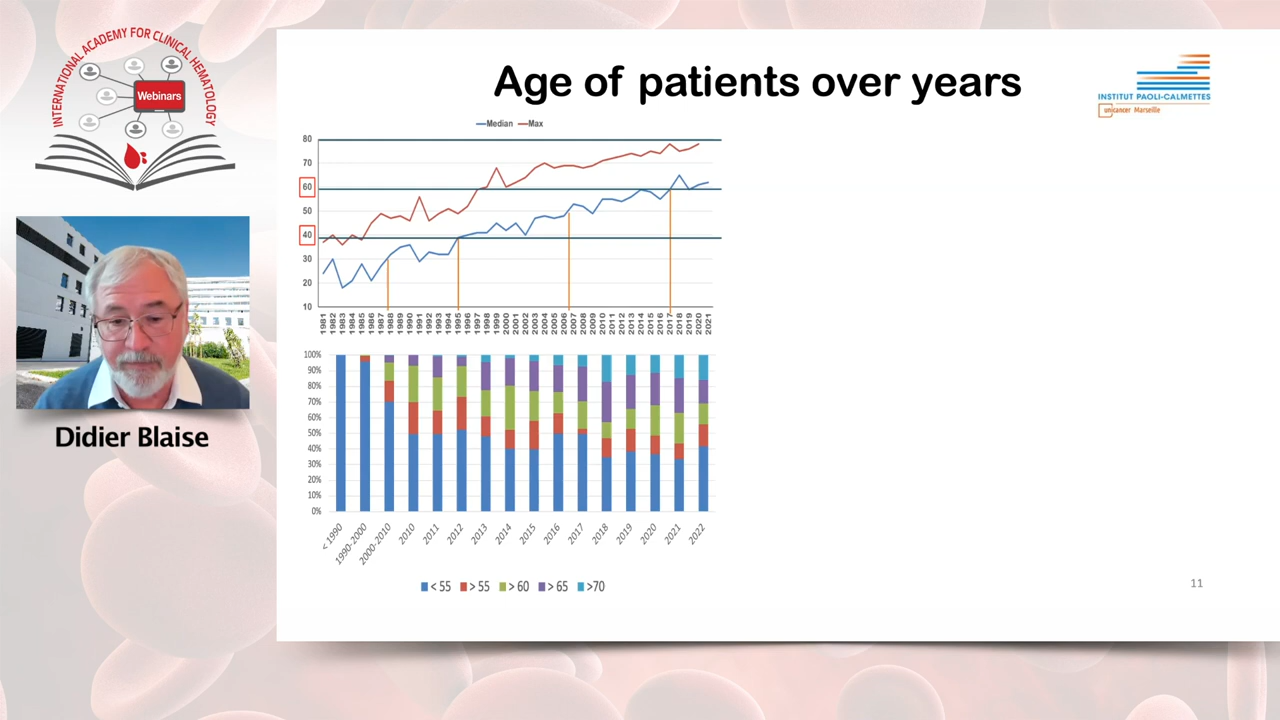 INTERNATIONAL ACADEMY FOR CLINICAL HEMATOLOGY
Webinars
Didier Blaise
Age of patients over years
INSTITUT PAOLI-CALMETTES
unicancer Marseille
Median Max
80
70
60
50
40
30
20
10
1981 1982 1983 1984 1985 1986 1987 1988 1989 1990 1991 1992 1993 1994 1995 1996 1997 1998 1999 2000 2001 2002 2003 2004 2005 2006 2007 2008 2009 2010 2011 2012 2013 2014 2015 2016 2017 2018 2019 2020 2021
100%
90%
80%
70%
60%
50%
40%
30%
20%
10%
0%
< 1990 1990-2000 2000-2010 2010 2011 2012 2013 2014 2015 2016 2017 2018 2019 2020 2021 2022
< 55 > 55 > 60 > 65 >70
11